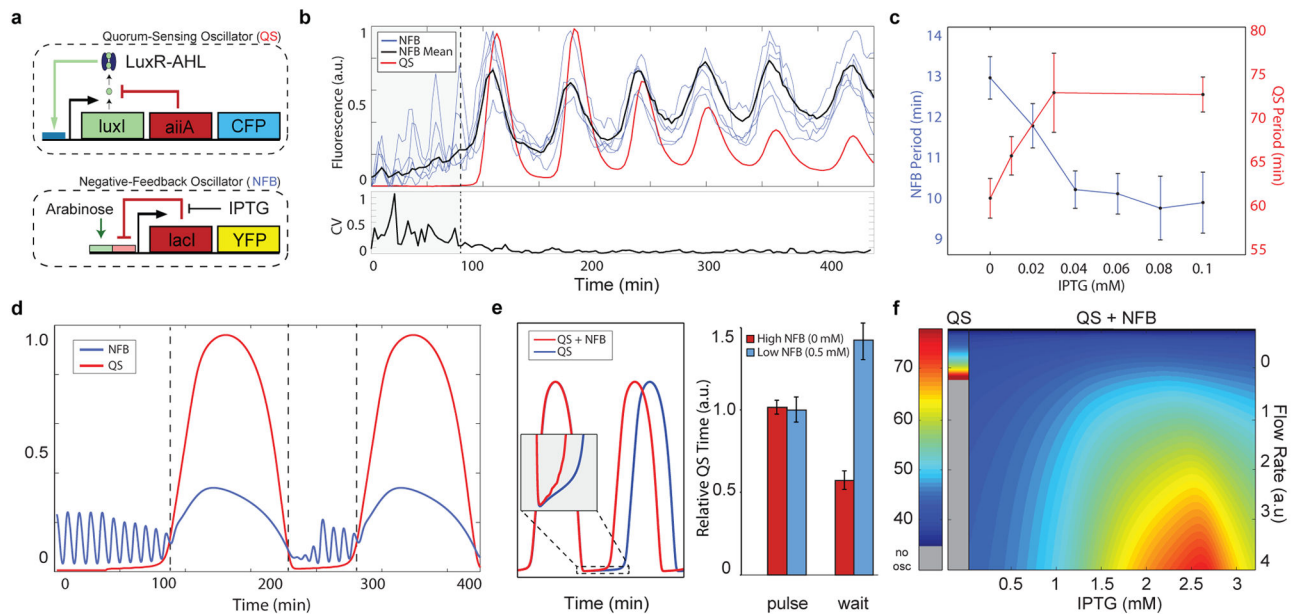 a
Quorum-Sensing Oscillator (QS)
LuxR-AHL
luxI
aiiA
CFP
Negative-Feedback Oscillator (NFB)
Arabinose
IPTG
lacI
YFP
b
NFB
NFB Mean
QS
1
0.5
0
Fluorescence (a.u.)
1
0.5
0
CV
0
100
200
300
400
Time (min)
c
14
13
12
11
10
9
NFB Period (min)
80
75
70
65
60
55
QS Period (min)
0
0.02
0.04
0.06
0.08
0.1
IPTG (mM)
d
NFB
QS
1.0
0.5
0
0
100
200
300
400
Time (min)
e
QS + NFB
QS
Time (min)
1.5
1.0
0.5
0
Relative QS Time (a.u.)
High NFB (0 mM)
Low NFB (0.5 mM)
pulse
wait
f
QS
QS + NFB
70
60
50
40
no
osc
0
1
2
3
4
Flow Rate (a.u)
0.5
1
1.5
2
2.5
3
IPTG (mM)